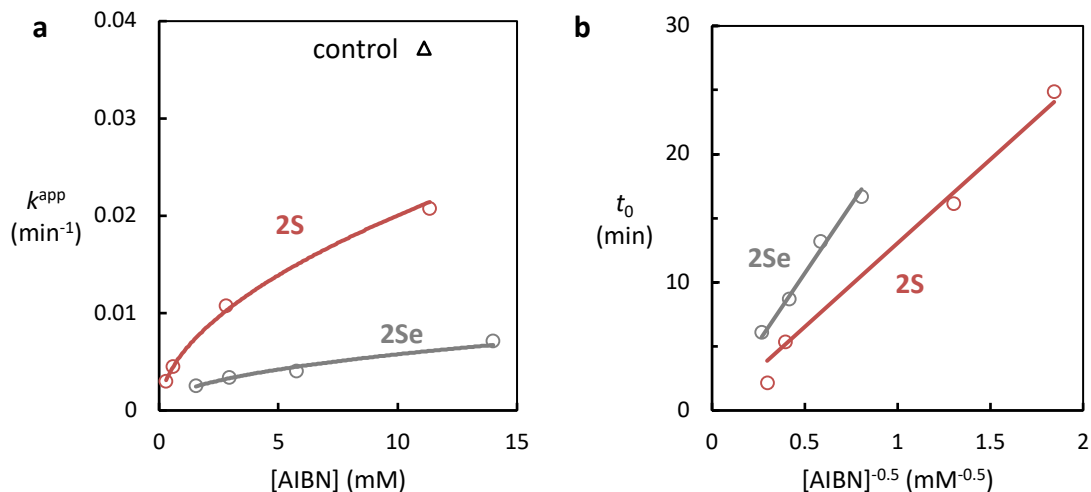 a
0.04
0.03
0.02
0.01
0
k^app
(min^-1)
control
2S
2Se
0 5 10 15
[AIBN] (mM)
b
30
20
10
0
t_0
(min)
2Se
2S
0 0.5 1 1.5 2
[AIBN]^-0.5 (mM^-0.5)